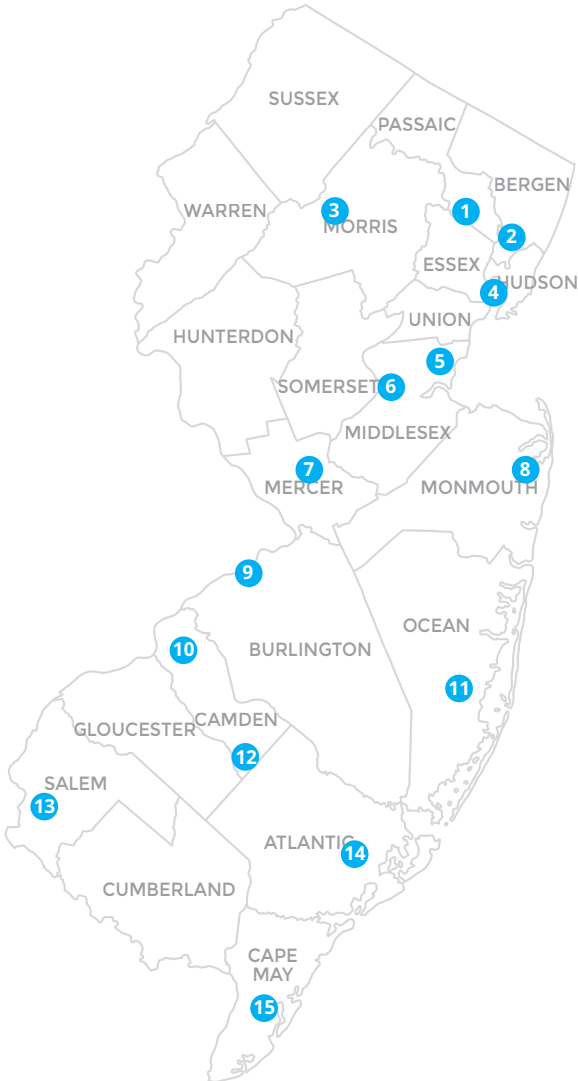 SUSSEX
PASSAIC
BERGEN
WARREN
3
1
MORRIS
2
ESSEX
HUDSON
4
UNION
HUNTERDON
5
SOMERSET
6
MIDDLESEX
7
8
MERCER
MONMOUTH
9
OCEAN
10
BURLINGTON
11
CAMDEN
GLOUCESTER
12
SALEM
13
ATLANTIC
14
CUMBERLAND
CAPE
MAY
15